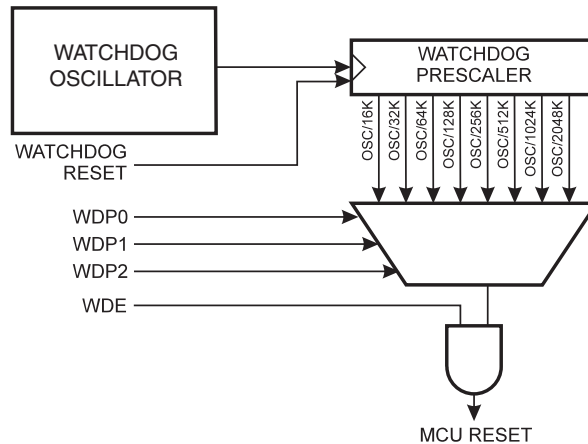 WATCHDOG
OSCILLATOR
WATCHDOG
PRESCALER
WATCHDOG
RESET
OSC/16K
OSC/32K
OSC/64K
OSC/128K
OSC/256K
OSC/512K
OSC/1024K
OSC/2048K
WDP0
WDP1
WDP2
WDE
MCU RESET